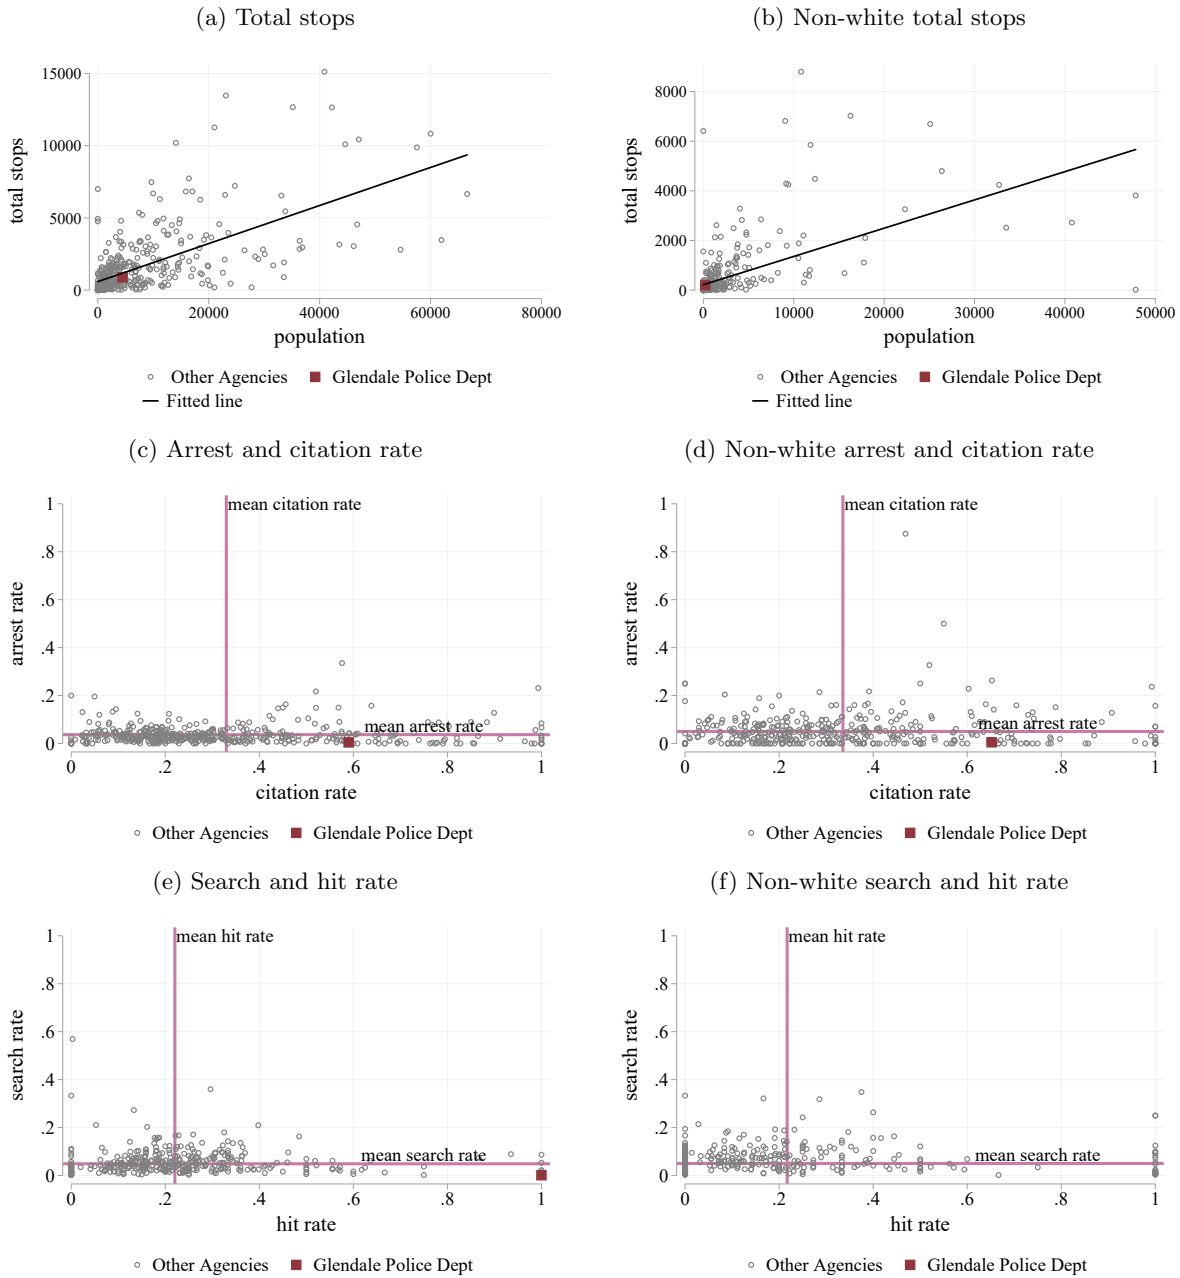 (a) Total stops
total stops
15000
10000
5000
0
0 20000 40000 60000 80000
population
Other Agencies Glendale Police Dept
Fitted line
(b) Non-white total stops
total stops
8000
6000
4000
2000
0
0 10000 20000 30000 40000 50000
population
Other Agencies Glendale Police Dept
Fitted line
(c) Arrest and citation rate
arrest rate
1
.8
.6
.4
.2
0
mean citation rate
mean arrest rate
0 .2 .4 .6 .8 1
citation rate
Other Agencies Glendale Police Dept
(d) Non-white arrest and citation rate
arrest rate
1
.8
.6
.4
.2
0
mean citation rate
mean arrest rate
0 .2 .4 .6 .8 1
citation rate
Other Agencies Glendale Police Dept
(e) Search and hit rate
search rate
1
.8
.6
.4
.2
0
mean hit rate
mean search rate
0 .2 .4 .6 .8 1
hit rate
Other Agencies Glendale Police Dept
(f) Non-white search and hit rate
search rate
1
.8
.6
.4
.2
0
mean hit rate
mean search rate
0 .2 .4 .6 .8 1
hit rate
Other Agencies Glendale Police Dept